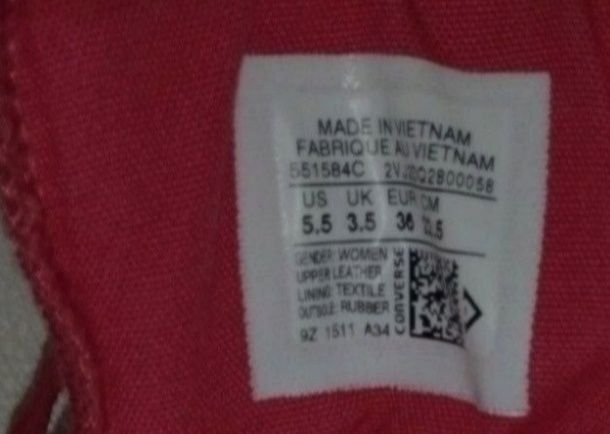 MADE IN VIETNAM
FABRIQUE AU VIETNAM
551584C
US UK EUR CM
5.5 3.5 36
GENDER: WOMEN
UPPER: LEATHER
LINING: TEXTILE
OUTSOLE: RUBBER
9Z 1511 A34
CONVERSE